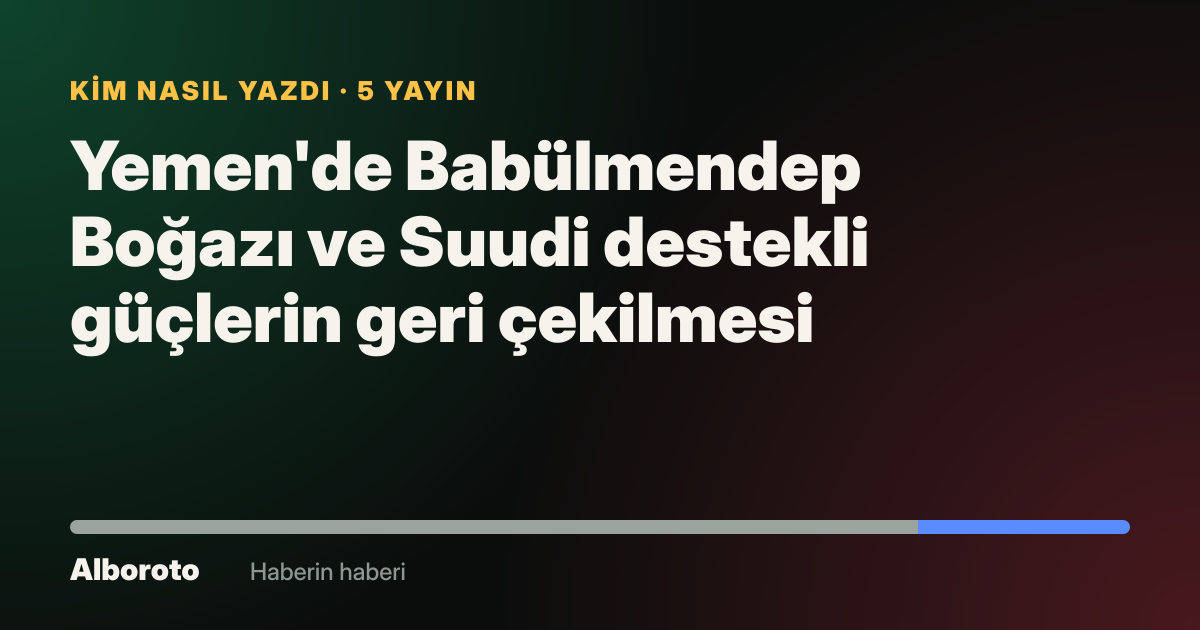 KİM NASIL YAZDI · 5 YAYIN
Yemen'de Babülmendep
Boğazı ve Suudi destekli
güçlerin geri çekilmesi
Alboroto
Haberin haberi